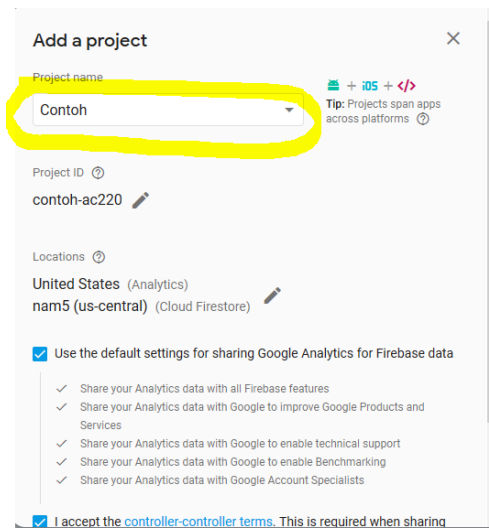 Add a project
Project name
Contoh
+ iOS + </>
Tip: Projects span apps
across platforms
Project ID
contoh-ac220
Locations
United States (Analytics)
nam5 (us-central) (Cloud Firestore)
Use the default settings for sharing Google Analytics for Firebase data
Share your Analytics data with all Firebase features
Share your Analytics data with Google to improve Google Products and
Services
Share your Analytics data with Google to enable technical support
Share your Analytics data with Google to enable Benchmarking
Share your Analytics data with Google Account Specialists
I accept the controller-controller terms. This is required when sharing